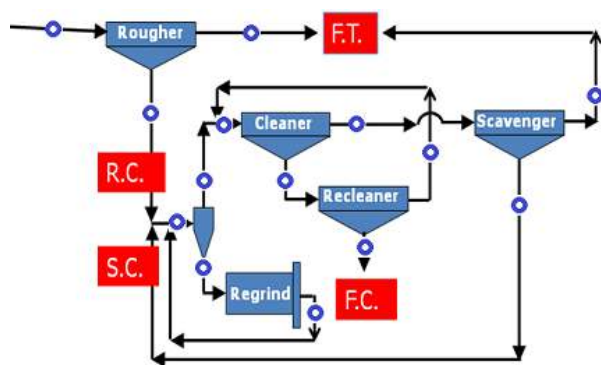 Rougher
F.T.
Cleaner
Scavenger
R.C.
Recleaner
S.C.
Regrind
F.C.